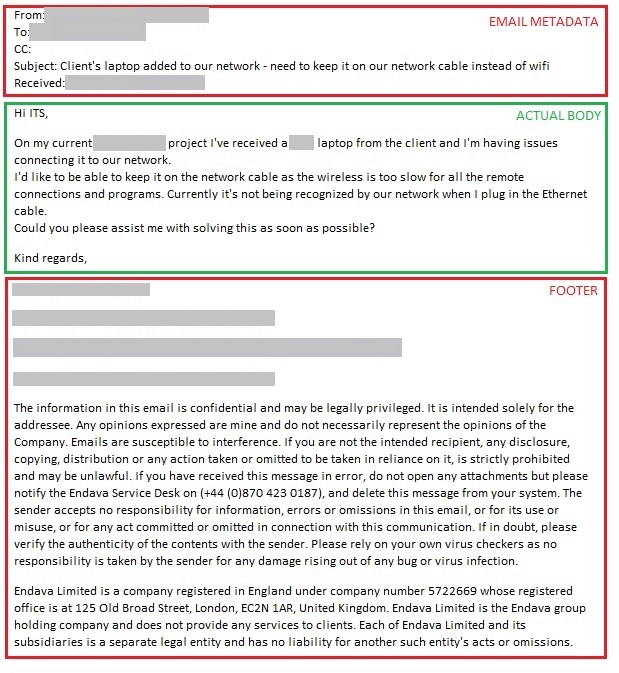 From:
EMAIL METADATA
To:
CC:
Subject: Client's laptop added to our network - need to keep it on our network cable instead of wifi
Received:
Hi ITS,
ACTUAL BODY
On my current project I've received a laptop from the client and I'm having issues
connecting it to our network.
I'd like to be able to keep it on the network cable as the wireless is too slow for all the remote
connections and programs. Currently it's not being recognized by our network when I plug in the Ethernet
cable.
Could you please assist me with solving this as soon as possible?
Kind regards,
FOOTER
The information in this email is confidential and may be legally privileged. It is intended solely for the
addressee. Any opinions expressed are mine and do not necessarily represent the opinions of the
Company. Emails are susceptible to interference. If you are not the intended recipient, any disclosure,
copying, distribution or any action taken or omitted to be taken in reliance on it, is strictly prohibited
and may be unlawful. If you have received this message in error, do not open any attachments but please
notify the Endava Service Desk on (+44 (0)870 423 0187), and delete this message from your system. The
sender accepts no responsibility for information, errors or omissions in this email, or for its use or
misuse, or for any act committed or omitted in connection with this communication. If in doubt, please
verify the authenticity of the contents with the sender. Please rely on your own virus checkers as no
responsibility is taken by the sender for any damage rising out of any bug or virus infection.
Endava Limited is a company registered in England under company number 5722669 whose registered
office is at 125 Old Broad Street, London, EC2N 1AR, United Kingdom. Endava Limited is the Endava group
holding company and does not provide any services to clients. Each of Endava Limited and its
subsidiaries is a separate legal entity and has no liability for another such entity's acts or omissions.